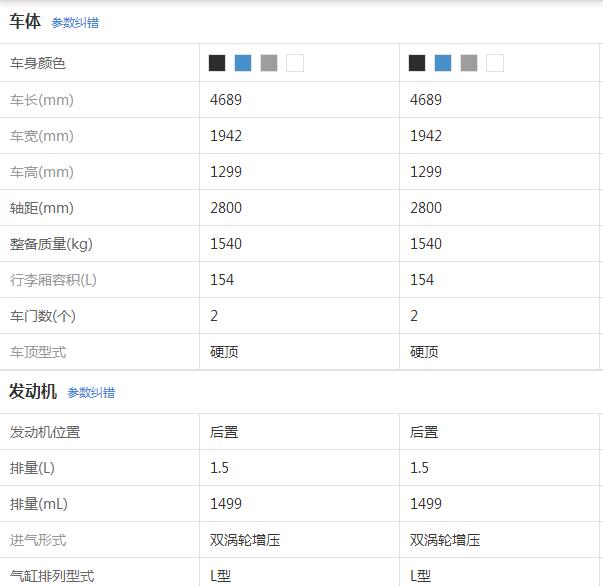 车体 参数纠错
车身颜色
车长(mm) 4689 4689
车宽(mm) 1942 1942
车高(mm) 1299 1299
轴距(mm) 2800 2800
整备质量(kg) 1540 1540
行李厢容积(L) 154 154
车门数(个) 2 2
车顶型式 硬顶 硬顶
发动机 参数纠错
发动机位置 后置 后置
排量(L) 1.5 1.5
排量(mL) 1499 1499
进气形式 双涡轮增压 双涡轮增压
气缸排列型式 L型 L型